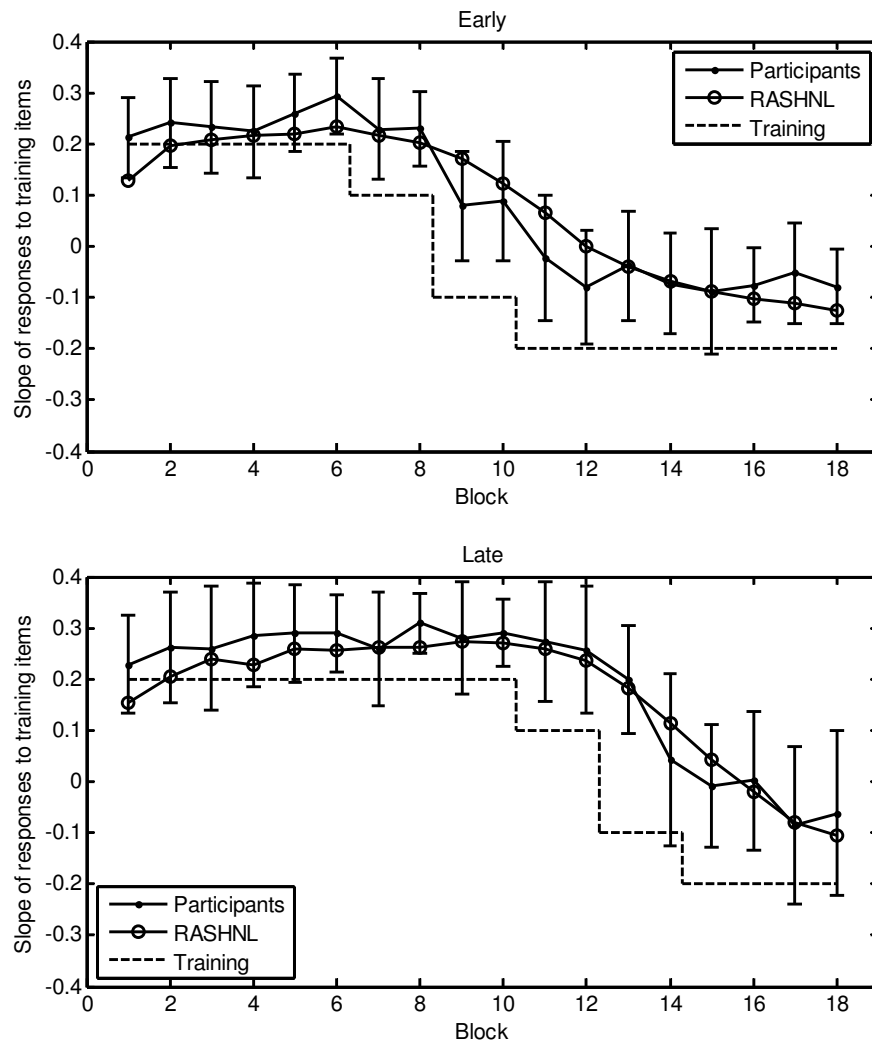 Early
Slope of responses to training items
0.4
0.3
0.2
0.1
0
-0.1
-0.2
-0.3
-0.4
Participants
RASHNL
Training
0 2 4 6 8 10 12 14 16 18
Block
Late
Slope of responses to training items
0.4
0.3
0.2
0.1
0
-0.1
-0.2
-0.3
-0.4
Participants
RASHNL
Training
0 2 4 6 8 10 12 14 16 18
Block